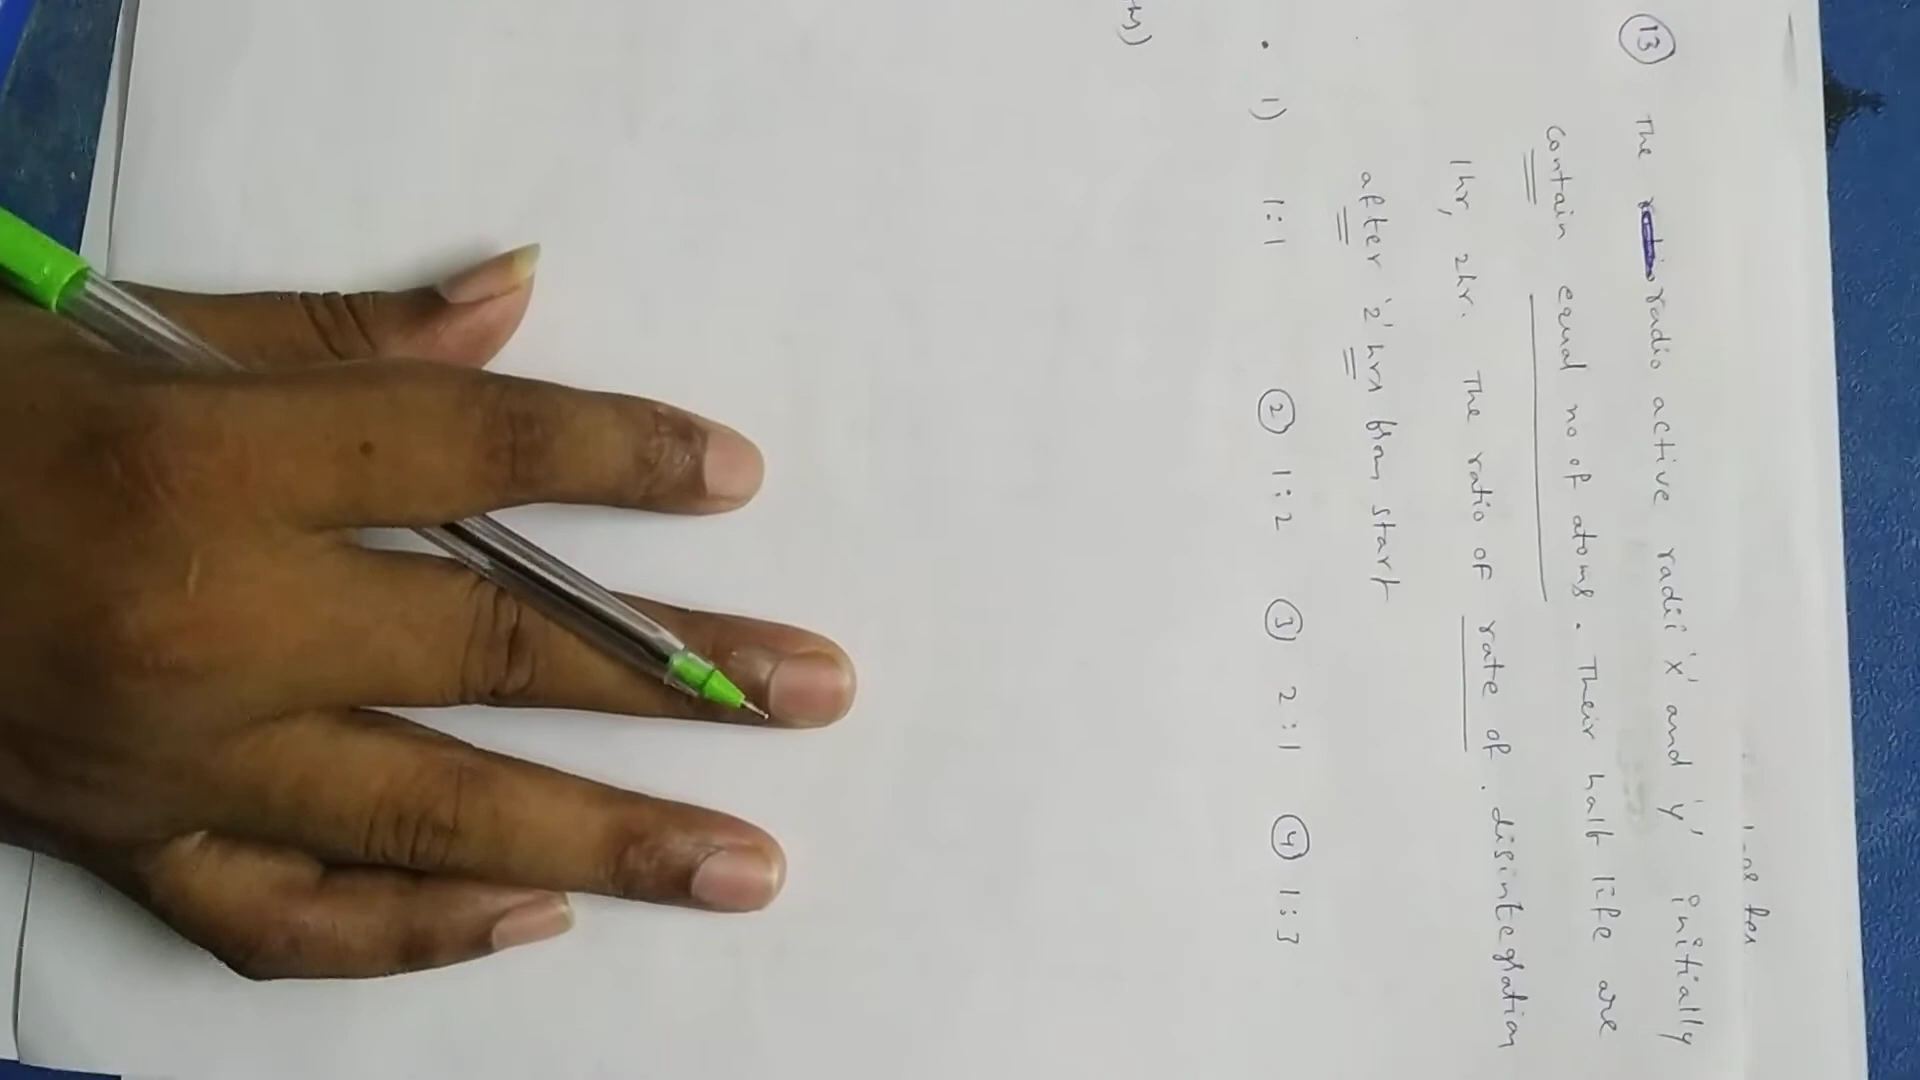 13 The radio active radii 'x' and 'y' initially
contain equal no of atoms. Their half life are
1hr, 2hr. The ratio of rate of . disintegration
after '2' hrs from start
1) 1:1 2) 1:2 3) 2:1 4) 1:3